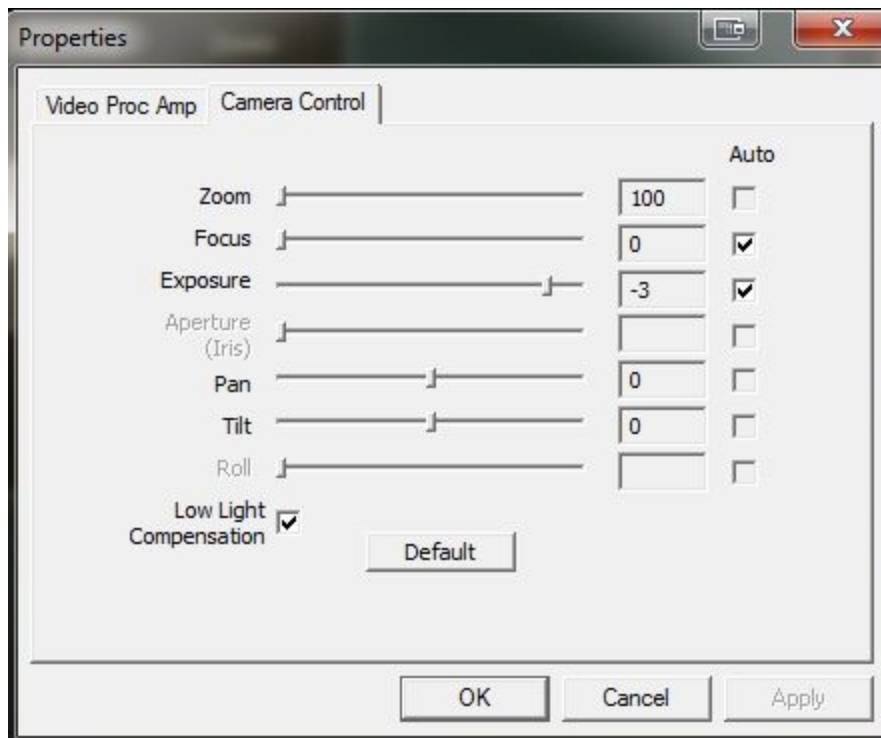 Properties
Video Proc Amp
Camera Control
Auto
Zoom 100
Focus 0
Exposure -3
Aperture
(Iris)
Pan 0
Tilt 0
Roll
Low Light
Compensation
Default
OK Cancel Apply